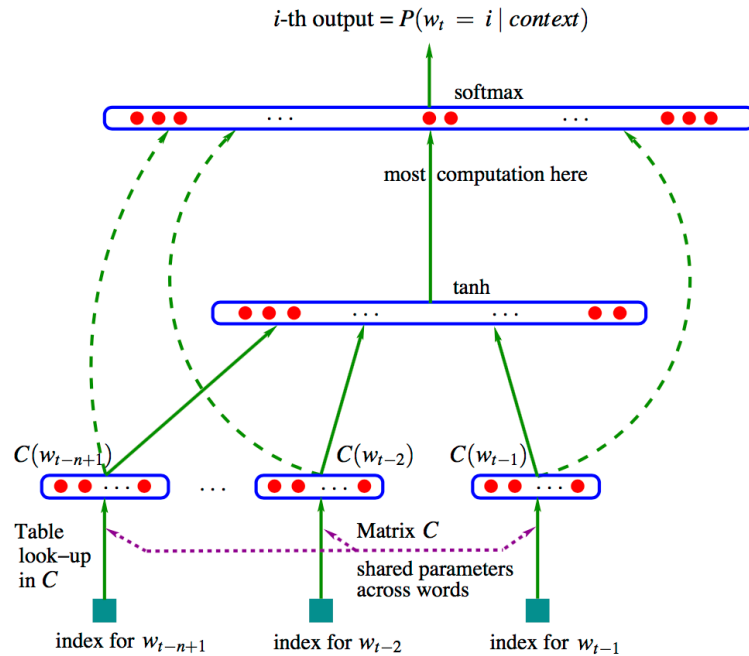 i-th output = P(w_t = i | context)
softmax
. . .
. . .
most computation here
tanh
. . .
. . .
C(w_{t−n+1})
C(w_{t−2})
C(w_{t−1})
. . .
. . .
. . .
. . .
Table
look−up
in C
Matrix C
shared parameters
across words
index for w_{t−n+1}
index for w_{t−2}
index for w_{t−1}